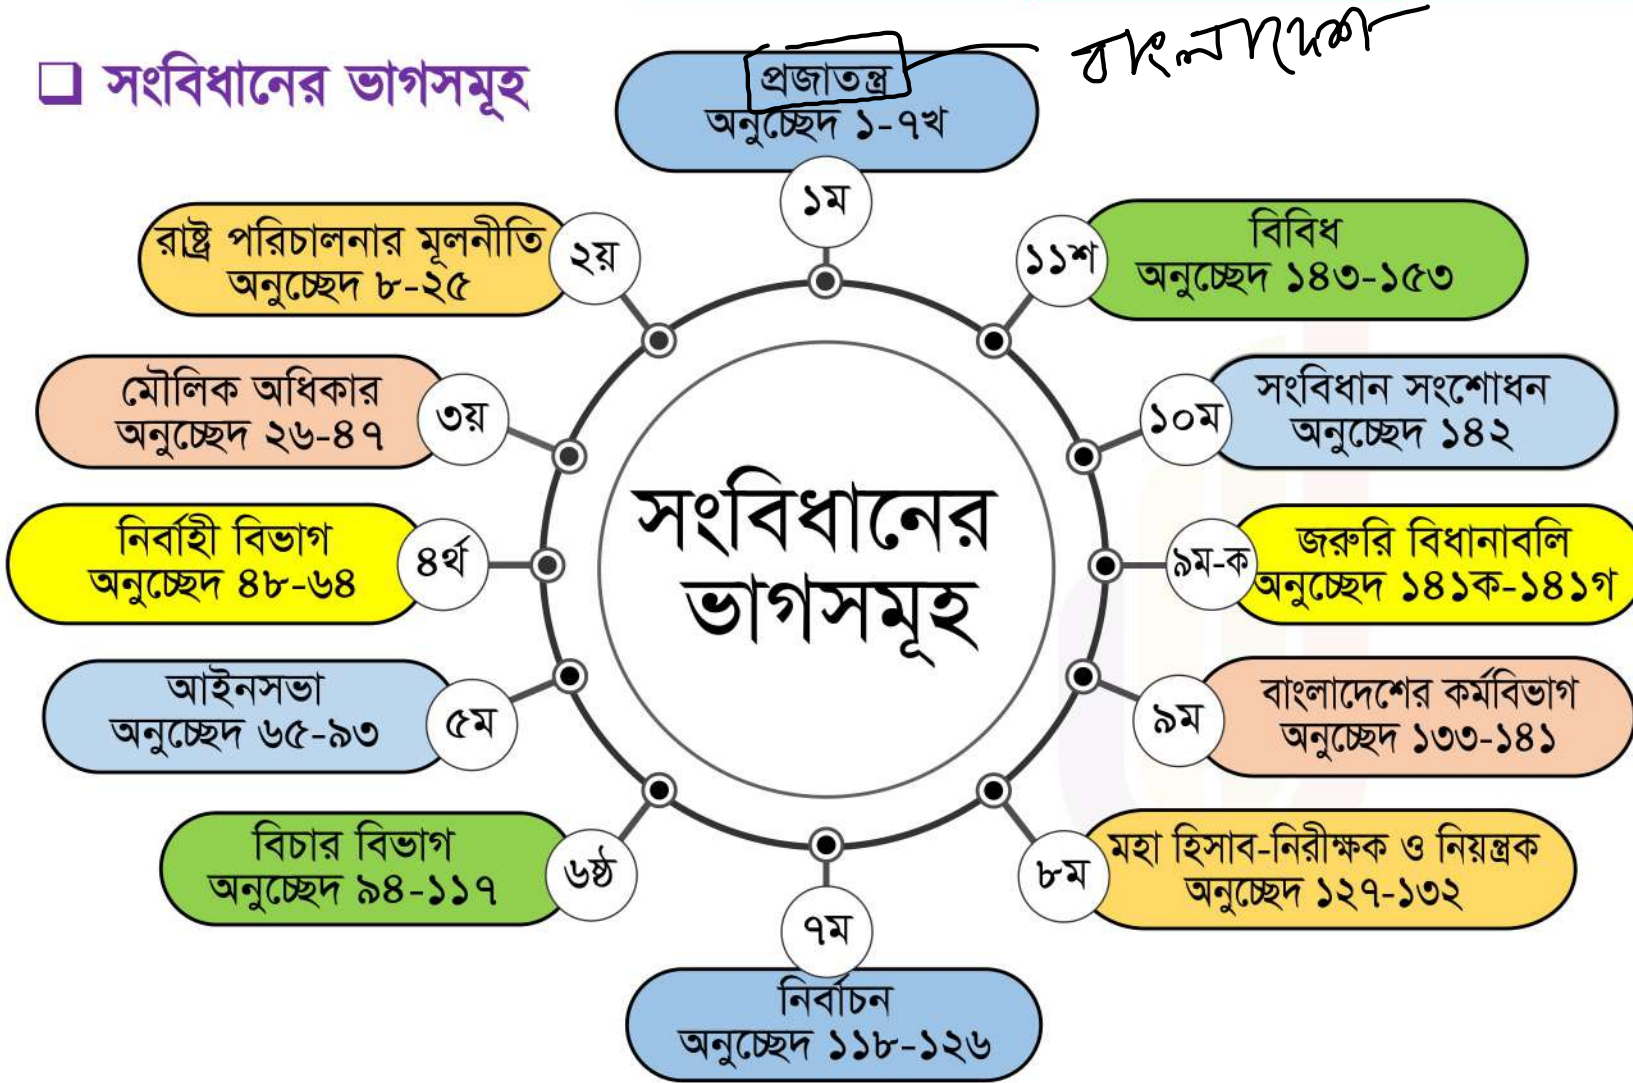 সংবিধানের ভাগসমূহ
বাংলাদেশ
প্রজাতন্ত্র
অনুচ্ছেদ ১-৭খ
১ম
রাষ্ট্র পরিচালনার মূলনীতি
অনুচ্ছেদ ৮-২৫
২য়
মৌলিক অধিকার
অনুচ্ছেদ ২৬-৪৭
৩য়
নির্বাহী বিভাগ
অনুচ্ছেদ ৪৮-৬৪
৪র্থ
আইনসভা
অনুচ্ছেদ ৬৫-৯৩
৫ম
বিচার বিভাগ
অনুচ্ছেদ ৯৪-১১৭
৬ষ্ঠ
৭ম
নির্বাচন
অনুচ্ছেদ ১১৮-১২৬
৮ম
মহা হিসাব-নিরীক্ষক ও নিয়ন্ত্রক
অনুচ্ছেদ ১২৭-১৩২
৯ম
বাংলাদেশের কর্মবিভাগ
অনুচ্ছেদ ১৩৩-১৪১
৯ম-ক
জরুরি বিধানাবলি
অনুচ্ছেদ ১৪১ক-১৪১গ
১০ম
সংবিধান সংশোধন
অনুচ্ছেদ ১৪২
১১শ
বিবিধ
অনুচ্ছেদ ১৪৩-১৫৩
সংবিধানের
ভাগসমূহ